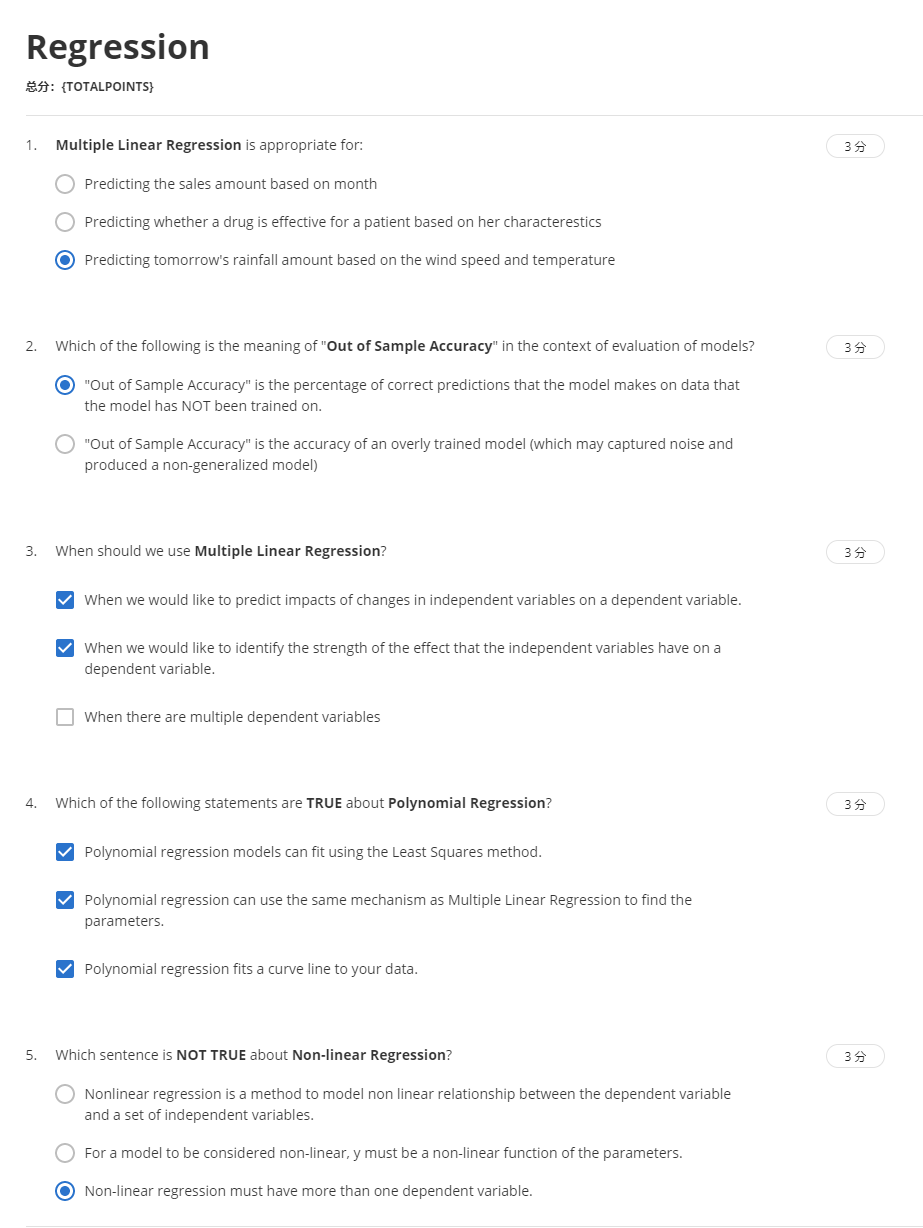 Regression
总分: {TOTALPOINTS}
1. Multiple Linear Regression is appropriate for:
3 分
Predicting the sales amount based on month
Predicting whether a drug is effective for a patient based on her characterestics
Predicting tomorrow's rainfall amount based on the wind speed and temperature
2. Which of the following is the meaning of "Out of Sample Accuracy" in the context of evaluation of models?
3 分
"Out of Sample Accuracy" is the percentage of correct predictions that the model makes on data that
the model has NOT been trained on.
"Out of Sample Accuracy" is the accuracy of an overly trained model (which may captured noise and
produced a non-generalized model)
3. When should we use Multiple Linear Regression?
3 分
When we would like to predict impacts of changes in independent variables on a dependent variable.
When we would like to identify the strength of the effect that the independent variables have on a
dependent variable.
When there are multiple dependent variables
4. Which of the following statements are TRUE about Polynomial Regression?
3 分
Polynomial regression models can fit using the Least Squares method.
Polynomial regression can use the same mechanism as Multiple Linear Regression to find the
parameters.
Polynomial regression fits a curve line to your data.
5. Which sentence is NOT TRUE about Non-linear Regression?
3 分
Nonlinear regression is a method to model non linear relationship between the dependent variable
and a set of independent variables.
For a model to be considered non-linear, y must be a non-linear function of the parameters.
Non-linear regression must have more than one dependent variable.